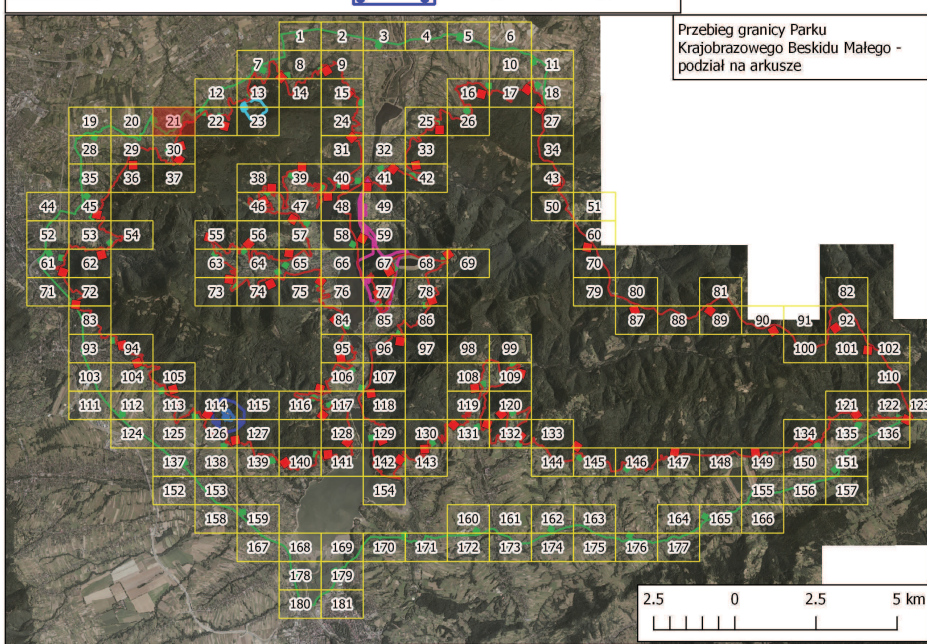 Przebieg granicy Parku
Krajobrazowego Beskidu Małego -
podział na arkusze
1 2 3 4 5 6
7 8 9 10 11
12 13 14 15 16 17 18
19 20 21 22 23 24 25 26 27
28 29 30 31 32 33 34
35 36 37 38 39 40 41 42 43
44 45 46 47 48 49 50 51
52 53 54 55 56 57 58 59 60
61 62 63 64 65 66 67 68 69 70
71 72 73 74 75 76 77 78 79 80 81 82
83 84 85 86 87 88 89 90 91 92
93 94 95 96 97 98 99 100 101 102
103 104 105 106 107 108 109 110
111 112 113 114 115 116 117 118 119 120 121 122 123
124 125 126 127 128 129 130 131 132 133 134 135 136
137 138 139 140 141 142 143 144 145 146 147 148 149 150 151
152 153 154 155 156 157
158 159 160 161 162 163 164 165 166
167 168 169 170 171 172 173 174 175 176 177
178 179
180 181
2.5 0 2.5 5 km